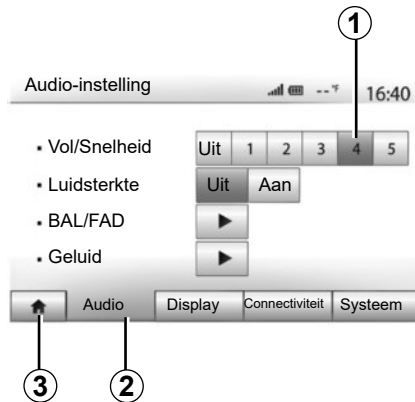 1
Audio-instelling --°F 16:40
▪ Vol/Snelheid Uit 1 2 3 4 5
▪ Luidsterkte Uit Aan
▪ BAL/FAD
▪ Geluid
Audio Display Connectiviteit Systeem
3 2